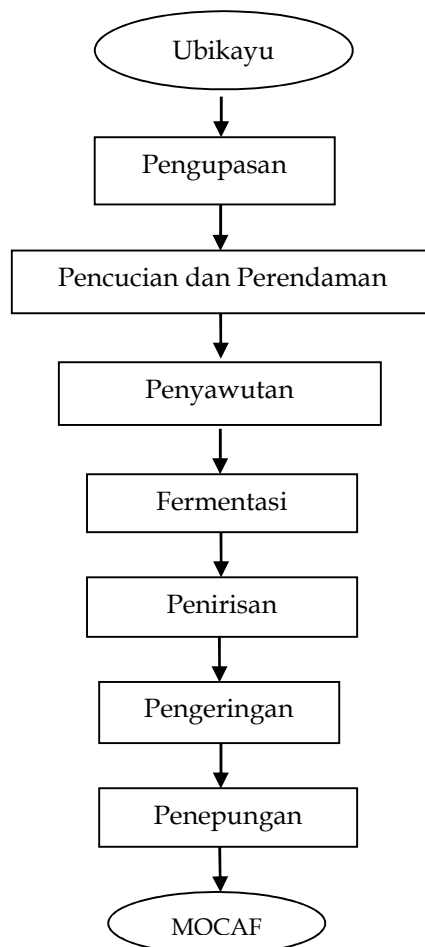 Ubikayu
Pengupasan
Pencucian dan Perendaman
Penyawutan
Fermentasi
Penirisan
Pengeringan
Penepungan
MOCAF